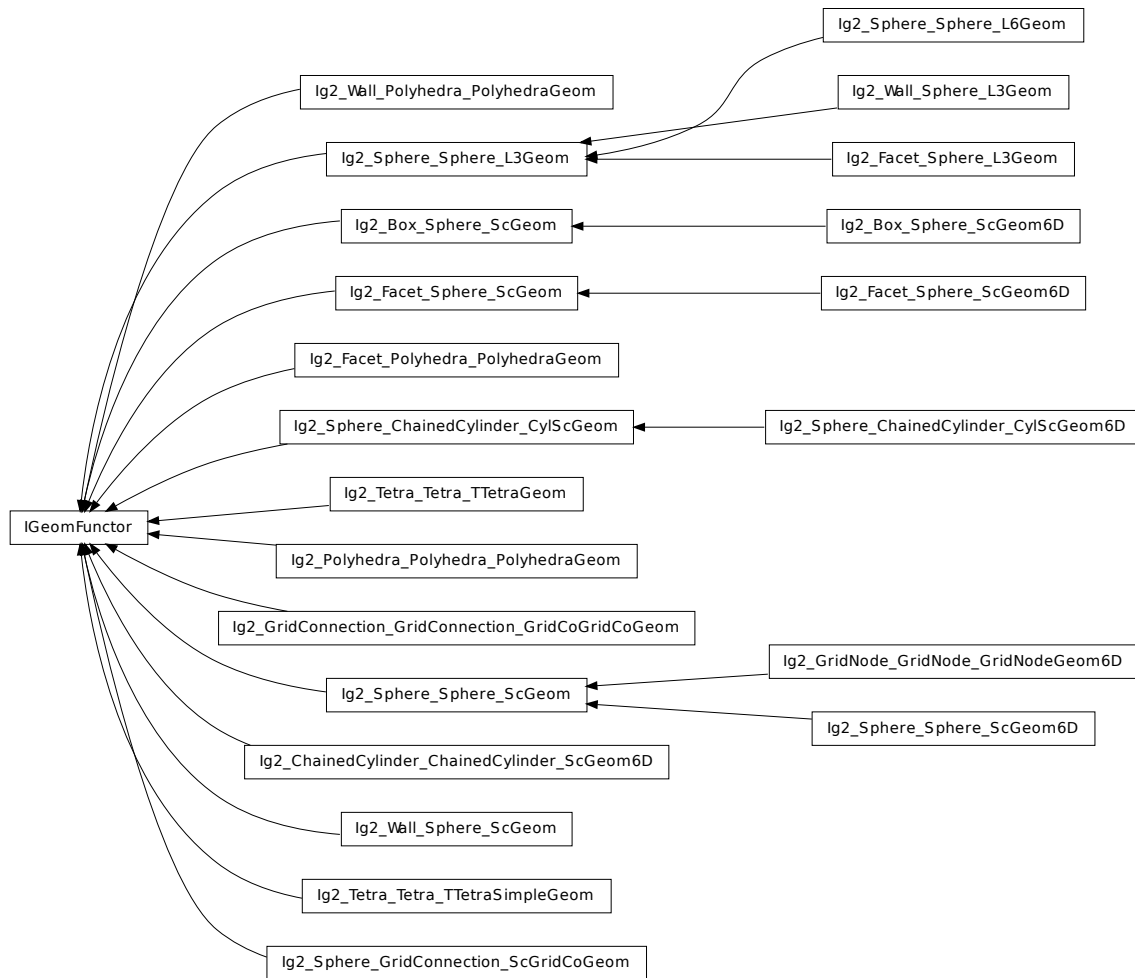 Ig2_Sphere_Sphere_L6Geom
Ig2_Wall_Polyhedra_PolyhedraGeom
Ig2_Wall_Sphere_L3Geom
Ig2_Sphere_Sphere_L3Geom
Ig2_Facet_Sphere_L3Geom
Ig2_Box_Sphere_ScGeom
Ig2_Box_Sphere_ScGeom6D
Ig2_Facet_Sphere_ScGeom
Ig2_Facet_Sphere_ScGeom6D
Ig2_Facet_Polyhedra_PolyhedraGeom
Ig2_Sphere_ChainedCylinder_CylScGeom
Ig2_Sphere_ChainedCylinder_CylScGeom6D
Ig2_Tetra_Tetra_TTetraGeom
IGeomFunctor
Ig2_Polyhedra_Polyhedra_PolyhedraGeom
Ig2_GridConnection_GridConnection_GridCoGridCoGeom
Ig2_GridNode_GridNode_GridNodeGeom6D
Ig2_Sphere_Sphere_ScGeom
Ig2_Sphere_Sphere_ScGeom6D
Ig2_ChainedCylinder_ChainedCylinder_ScGeom6D
Ig2_Wall_Sphere_ScGeom
Ig2_Tetra_Tetra_TTetraSimpleGeom
Ig2_Sphere_GridConnection_ScGridCoGeom